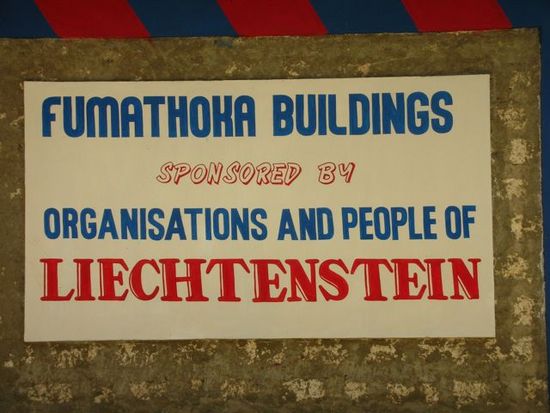 FUMATHOKA BUILDINGS
SPONSORED BY
ORGANISATIONS AND PEOPLE OF
LIECHTENSTEIN